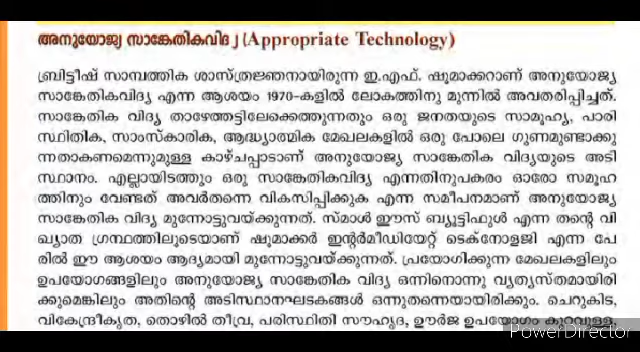 അനുയോജ്യ സാങ്കേതികവിദ്യ (Appropriate Technology)
ബ്രിട്ടീഷ് സാമ്പത്തിക ശാസ്ത്രജ്ഞനായിരുന്ന ഇ.എഫ്. ഷൂമാക്കറാണ് അനുയോജ്യ
സാങ്കേതികവിദ്യ എന്ന ആശയം 1970-കളിൽ ലോകത്തിനു മുന്നിൽ അവതരിപ്പിച്ചത്.
സാങ്കേതിക വിദ്യ താഴേത്തട്ടിലേക്കെത്തുന്നതും ഒരു ജനതയുടെ സാമൂഹ്യ, പാരി
സ്ഥിതിക, സാംസ്കാരിക, ആദ്ധ്യാത്മിക മേഖലകളിൽ ഒരു പോലെ ഗുണമുണ്ടാക്കു
ന്നതാകണമെന്നുമുള്ള കാഴ്ചപ്പാടാണ് അനുയോജ്യ സാങ്കേതിക വിദ്യയുടെ അടി
സ്ഥാനം. എല്ലായിടത്തും ഒരു സാങ്കേതികവിദ്യ എന്നതിനുപകരം ഓരോ സമൂഹ
ത്തിനും വേണ്ടത് അവർതന്നെ വികസിപ്പിക്കുക എന്ന സമീപനമാണ് അനുയോജ്യ
സാങ്കേതിക വിദ്യ മുന്നോട്ടുവയ്ക്കുന്നത്. സ്മാൾ ഈസ് ബ്യൂട്ടിഫുൾ എന്ന തന്റെ വി
ഖ്യാത ഗ്രന്ഥത്തിലൂടെയാണ് ഷൂമാക്കർ ഇന്റർമീഡിയേറ്റ് ടെക്നോളജി എന്ന പേ
രിൽ ഈ ആശയം ആദ്യമായി മുന്നോട്ടുവയ്ക്കുന്നത്. പ്രയോഗിക്കുന്ന മേഖലകളിലും
ഉപയോഗങ്ങളിലും അനുയോജ്യ സാങ്കേതിക വിദ്യ ഒന്നിനൊന്നു വ്യത്യസ്തമായിരി
ക്കുമെങ്കിലും അതിന്റെ അടിസ്ഥാനഘടകങ്ങൾ ഒന്നുതന്നെയായിരിക്കും. ചെറുകിട,
വികേന്ദ്രീകൃത, തൊഴിൽ തീവ്ര, പരിസ്ഥിതി സൗഹൃദ, ഊർജ ഉപയോഗം കുറവുള്ള,
PowerDirector